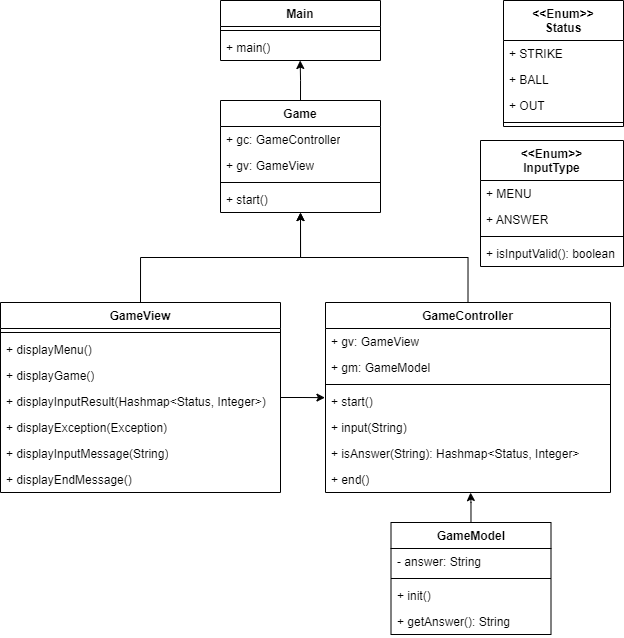 Main
+ main()
Game
+ gc: GameController
+ gv: GameView
+ start()
<<Enum>>
Status
+ STRIKE
+ BALL
+ OUT
<<Enum>>
InputType
+ MENU
+ ANSWER
+ isInputValid(): boolean
GameView
+ displayMenu()
+ displayGame()
+ displayInputResult(Hashmap<Status, Integer>)
+ displayException(Exception)
+ displayInputMessage(String)
+ displayEndMessage()
GameController
+ gv: GameView
+ gm: GameModel
+ start()
+ input(String)
+ isAnswer(String): Hashmap<Status, Integer>
+ end()
GameModel
- answer: String
+ init()
+ getAnswer(): String